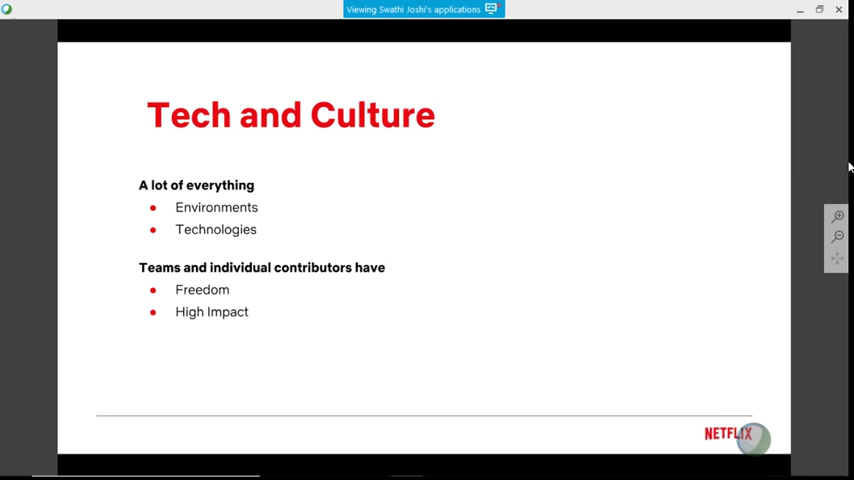 Viewing Swathi Joshi's applications
Tech and Culture
A lot of everything
Environments
Technologies
Teams and individual contributors have
Freedom
High Impact
NETFLIX